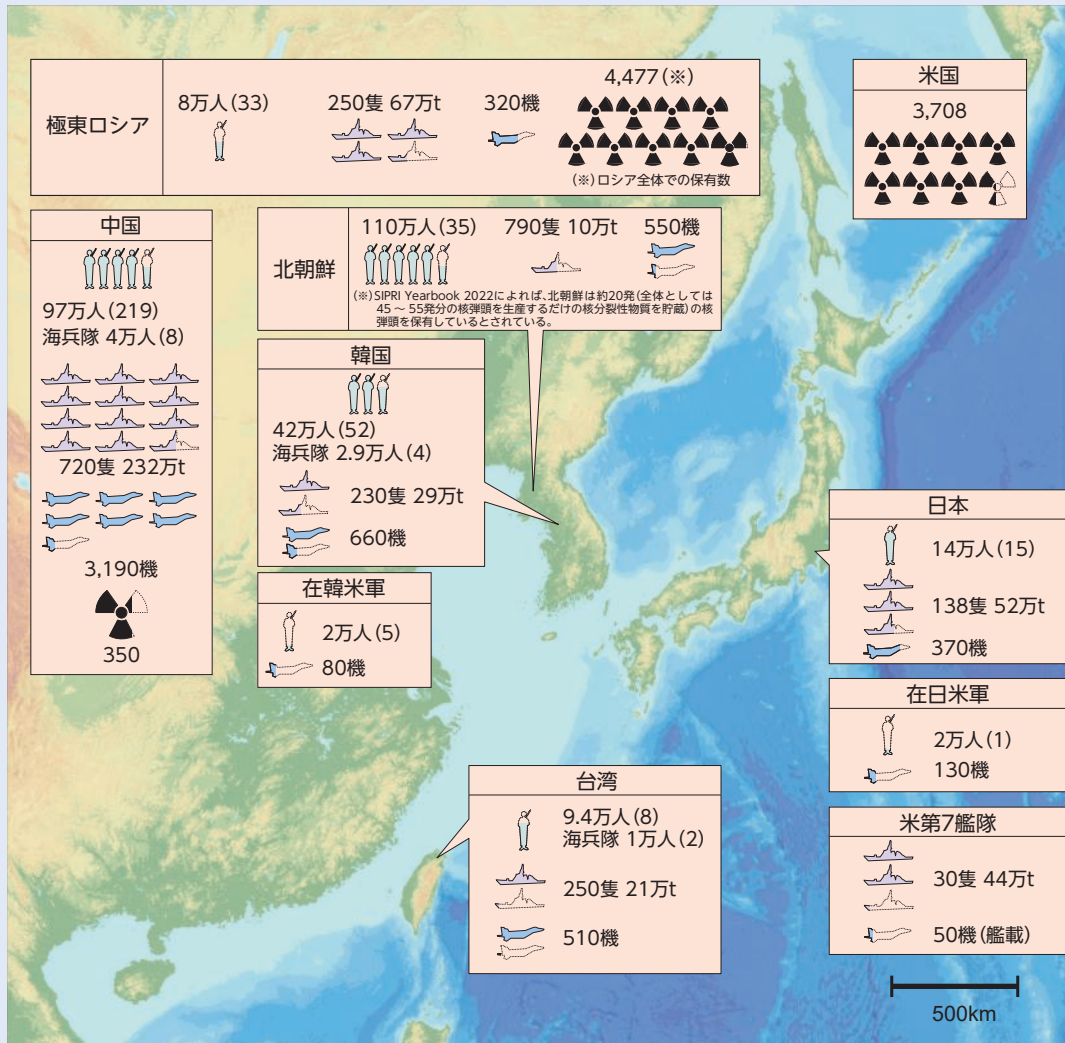 極東ロシア
8万人(33)
250隻 67万t
320機
4,477(※)
(※)ロシア全体での保有数
米国
3,708
中国
97万人(219)
海兵隊 4万人(8)
720隻 232万t
3,190機
350
北朝鮮
110万人(35)
790隻 10万t
550機
(※)SIPRI Yearbook 2022によれば、北朝鮮は約20発(全体としては
45 ~ 55発分の核弾頭を生産するだけの核分裂性物質を貯蔵)の核
弾頭を保有しているとされている。
韓国
42万人(52)
海兵隊 2.9万人(4)
230隻 29万t
660機
在韓米軍
2万人(5)
80機
日本
14万人(15)
138隻 52万t
370機
在日米軍
2万人(1)
130機
台湾
9.4万人(8)
海兵隊 1万人(2)
250隻 21万t
510機
米第7艦隊
30隻 44万t
50機(艦載)
500km